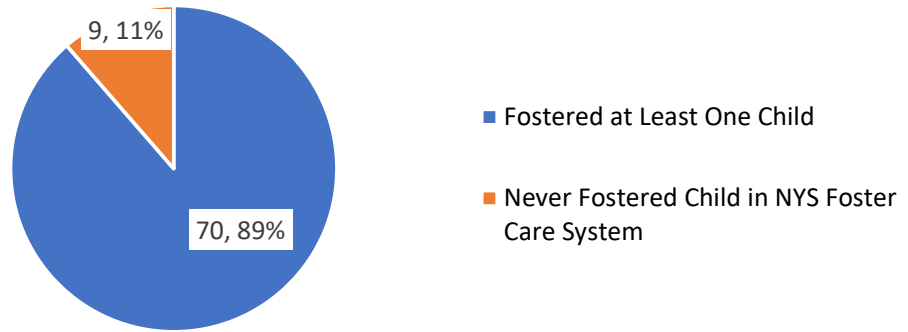 9, 11%
70, 89%
Fostered at Least One Child
Never Fostered Child in NYS Foster
Care System